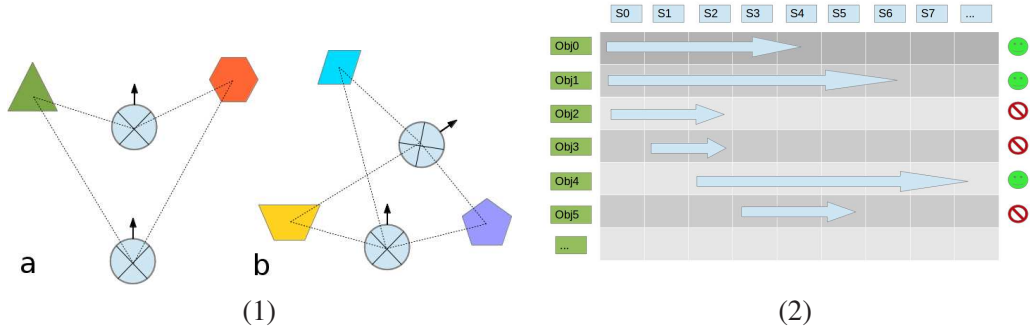 a
b
(1)
S0 S1 S2 S3 S4 S5 S6 S7 ...
Obj0
Obj1
Obj2
Obj3
Obj4
Obj5
...
(2)